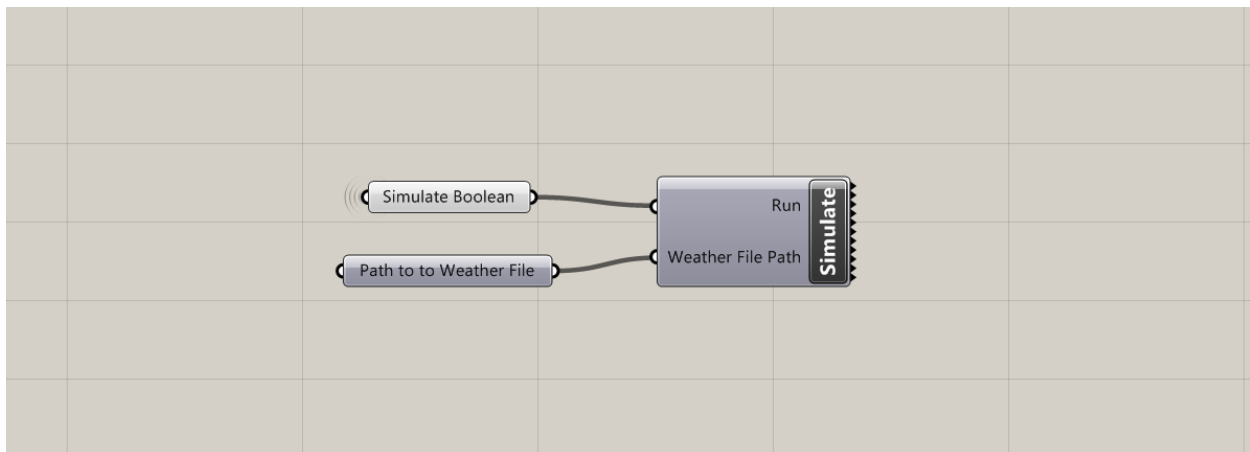 Simulate Boolean
Path to to Weather File
Run
Weather File Path
Simulate